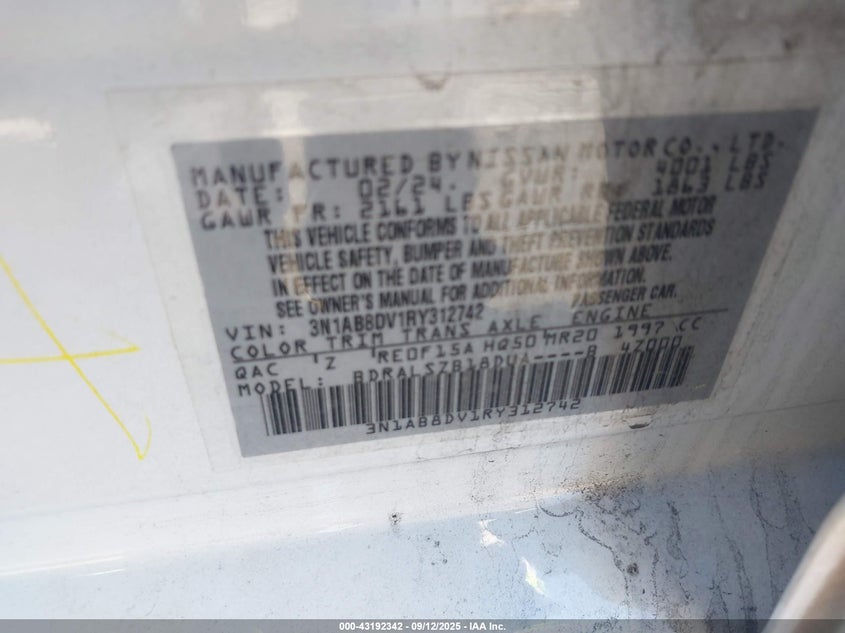 MANUFACTURED BY NISSAN MOTOR CO., LTD.
DATE: 02/24. GVWR: 4001 LBS
GAWR FR: 2161 LBS GAWR RR: 1863 LBS
THIS VEHICLE CONFORMS TO ALL APPLICABLE FEDERAL MOTOR
VEHICLE SAFETY, BUMPER AND THEFT PREVENTION STANDARDS
IN EFFECT ON THE DATE OF MANUFACTURE SHOWN ABOVE.
SEE OWNER'S MANUAL FOR ADDITIONAL INFORMATION.
VIN: 3N1AB8DV1RY312742 PASSENGER CAR.
COLOR TRIM TRANS AXLE ENGINE
QAC Z RE0F15A HQ50 MR20 1997 CC
MODEL: BDRALSZB18DUA----B 47000
3N1AB8DV1RY312742
000-43192342 - 09/12/2025 - IAA Inc.